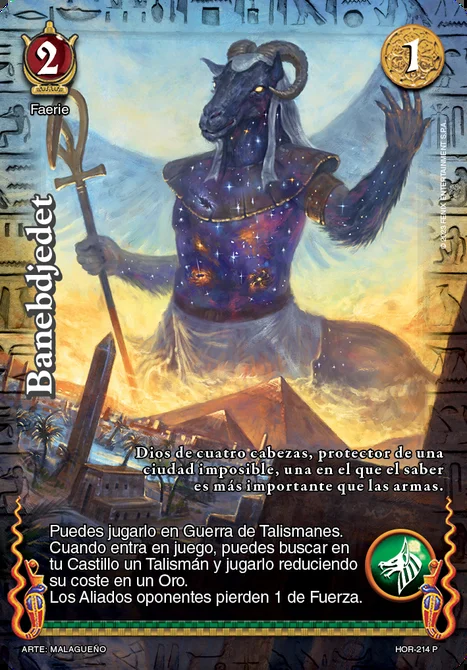 2
1
Faerie
Banebdjedet
© 2023 FENIX ENTERTAINMENT S.P.A.
Dios de cuatro cabezas, protector de una
ciudad imposible, una en el que el saber
es más importante que las armas.
Puedes jugarlo en Guerra de Talismanes.
Cuando entra en juego, puedes buscar en
tu Castillo un Talismán y jugarlo reduciendo
su coste en un Oro.
Los Aliados oponentes pierden 1 de Fuerza.
ARTE: MALAGUEÑO
HOR-214 P